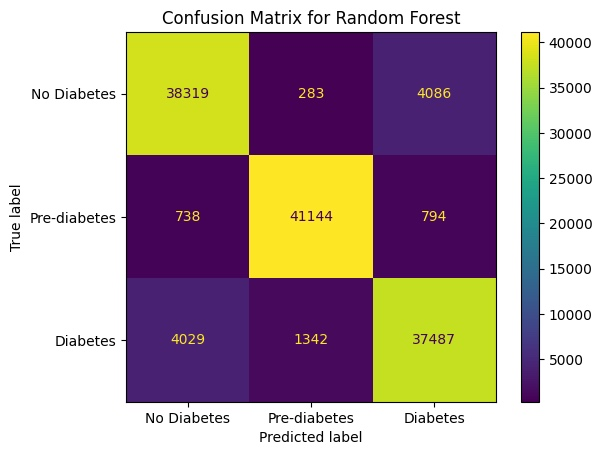 Confusion Matrix for Random Forest
True label
No Diabetes
38319 283 4086
Pre-diabetes
738 41144 794
Diabetes
4029 1342 37487
No Diabetes Pre-diabetes Diabetes
Predicted label
40000
35000
30000
25000
20000
15000
10000
5000